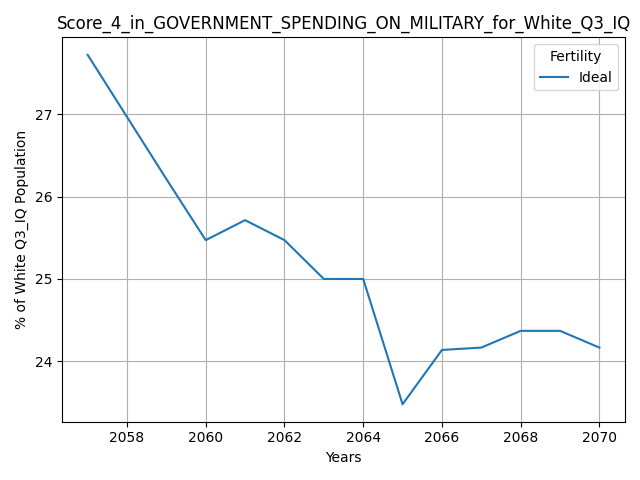 Score_4_in_GOVERNMENT_SPENDING_ON_MILITARY_for_White_Q3_IQ
Fertility
Ideal
% of White Q3_IQ Population
27
26
25
24
2058 2060 2062 2064 2066 2068 2070
Years